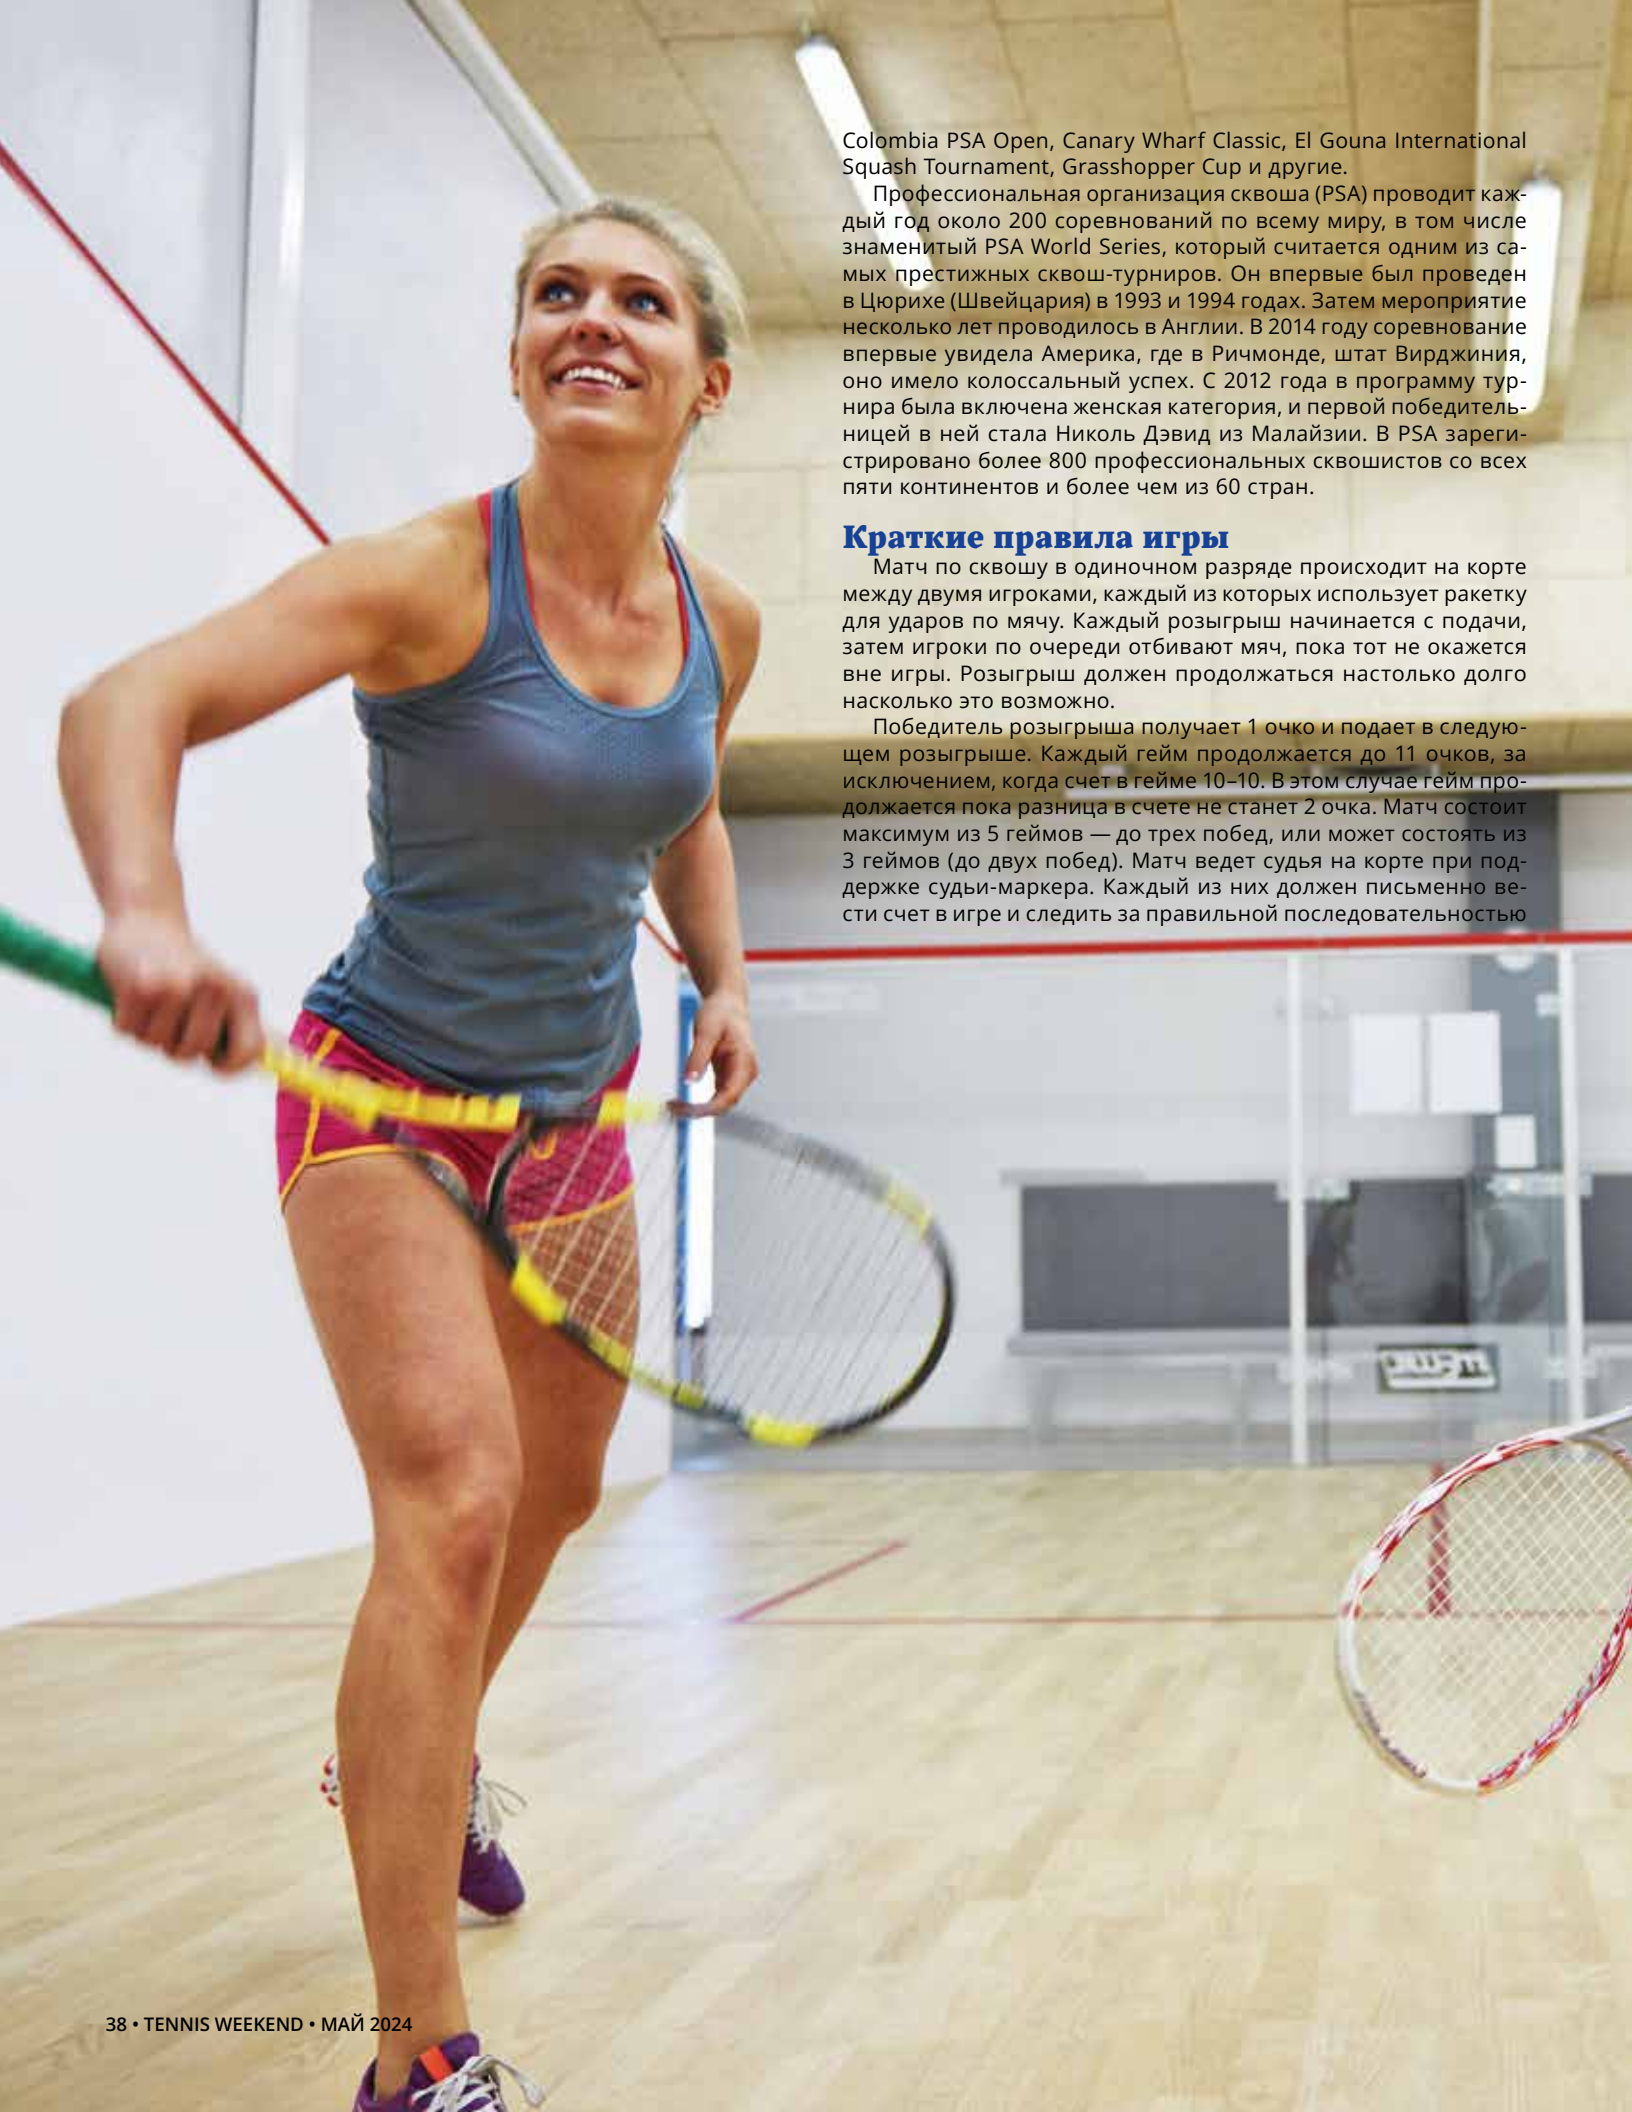 Colombia PSA Open, Canary Wharf Classic, El Gouna International
Squash Tournament, Grasshopper Cup и другие.
Профессиональная организация сквоша (PSA) проводит каж-
дый год около 200 соревнований по всему миру, в том числе
знаменитый PSA World Series, который считается одним из са-
мых престижных сквош-турниров. Он впервые был проведен
в Цюрихе (Швейцария) в 1993 и 1994 годах. Затем мероприятие
несколько лет проводилось в Англии. В 2014 году соревнование
впервые увидела Америка, где в Ричмонде, штат Вирджиния,
оно имело колоссальный успех. С 2012 года в программу тур-
нира была включена женская категория, и первой победитель-
ницей в ней стала Николь Дэвид из Малайзии. В PSA зареги-
стрировано более 800 профессиональных сквошистов со всех
пяти континентов и более чем из 60 стран.
Краткие правила игры
Матч по сквошу в одиночном разряде происходит на корте
между двумя игроками, каждый из которых использует ракетку
для ударов по мячу. Каждый розыгрыш начинается с подачи,
затем игроки по очереди отбивают мяч, пока тот не окажется
вне игры. Розыгрыш должен продолжаться настолько долго
насколько это возможно.
Победитель розыгрыша получает 1 очко и подает в следую-
щем розыгрыше. Каждый гейм продолжается до 11 очков, за
исключением, когда счет в гейме 10–10. В этом случае гейм про-
должается пока разница в счете не станет 2 очка. Матч состоит
максимум из 5 геймов — до трех побед, или может состоять из
3 геймов (до двух побед). Матч ведет судья на корте при под-
держке судьи-маркера. Каждый из них должен письменно ве-
сти счет в игре и следить за правильной последовательностью
38 • TENNIS WEEKEND • МАЙ 2024